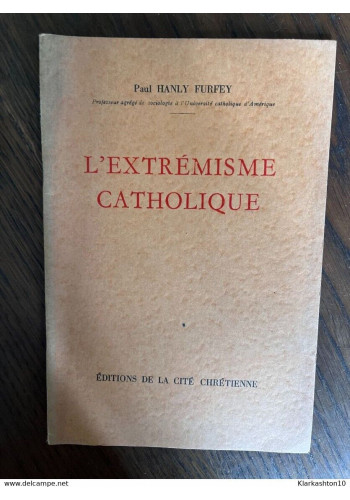 Paul HANLY FURFEY
Professeur agrégé de sociologie à l'Université catholique d'Amérique
L'EXTRÉMISME
CATHOLIQUE
ÉDITIONS DE LA CITÉ CHRÉTIENNE
www.delcampe.net
Klarkashton10